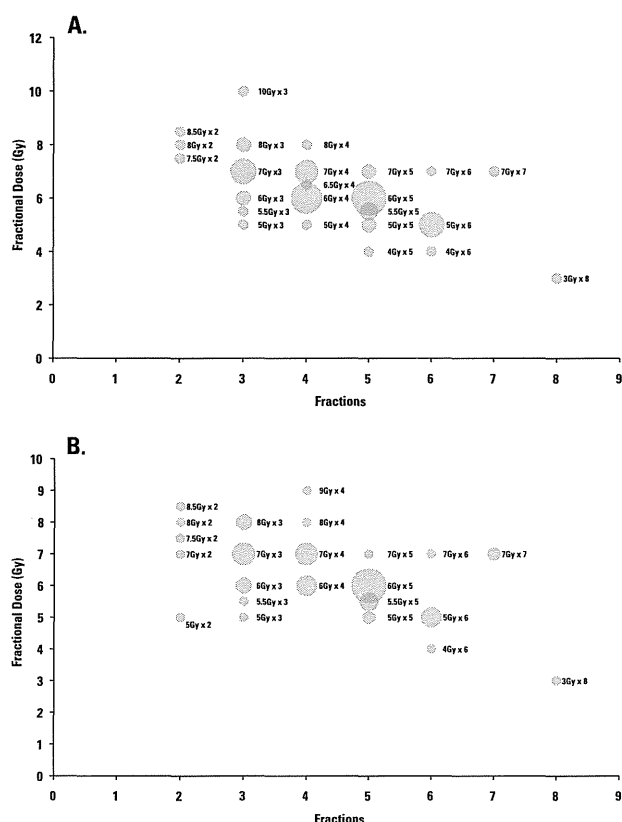 A.
12
10Gy x 3
10
8.5Gy x 2
8Gy x 2
8Gy x 3
8Gy x 4
8
7.5Gy x 2
7Gy x3
7Gy x 4
7Gy x 5
7Gy x 6
7Gy x 7
6.5Gy x 4
6
6Gy x 3
6Gy x 4
6Gy x 5
5.5Gy x 3
5.5Gy x 5
5Gy x 3
5Gy x 4
5Gy x 5
5Gy x 6
4
4Gy x 5
4Gy x 6
3Gy x 8
2
0
Fractional Dose (Gy)
0 1 2 3 4 5 6 7 8 9
Fractions
B.
10
9
9Gy x 4
8.5Gy x 2
8
8Gy x 2
8Gy x 3
8Gy x 4
7.5Gy x 2
7
7Gy x 2
7Gy x 3
7Gy x 4
7Gy x 5
7Gy x 6
7Gy x 7
6
6Gy x 3
6Gy x 4
6Gy x 5
5.5Gy x 3
5.5Gy x 5
5
5Gy x 2
5Gy x 3
5Gy x 5
5Gy x 6
4
4Gy x 6
3
3Gy x 8
2
1
0
Fractional Dose (Gy)
0 1 2 3 4 5 6 7 8 9
Fractions